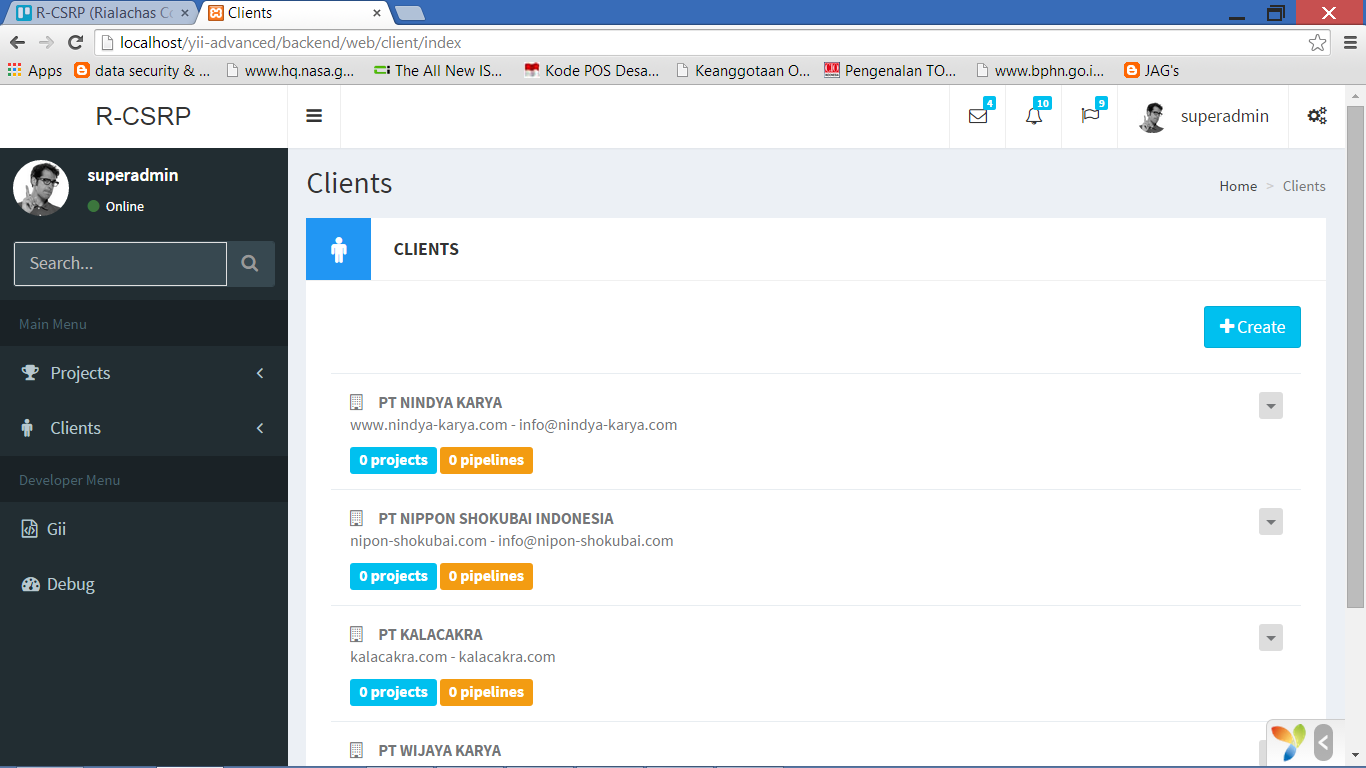 R-CSRP (Rialachas Co
Clients
localhost/yii-advanced/backend/web/client/index
Apps
data security & ...
www.hq.nasa.g...
The All New IS...
Kode POS Desa...
Keanggotaan O...
Pengenalan TO...
www.bphn.go.i...
JAG's
R-CSRP
4
10
9
superadmin
superadmin
Online
Search...
Main Menu
Projects
Clients
Developer Menu
Gii
Debug
Clients
Home > Clients
CLIENTS
Create
PT NINDYA KARYA
www.nindya-karya.com - info@nindya-karya.com
0 projects 0 pipelines
PT NIPPON SHOKUBAI INDONESIA
nipon-shokubai.com - info@nipon-shokubai.com
0 projects 0 pipelines
PT KALACAKRA
kalacakra.com - kalacakra.com
0 projects 0 pipelines
PT WIJAYA KARYA